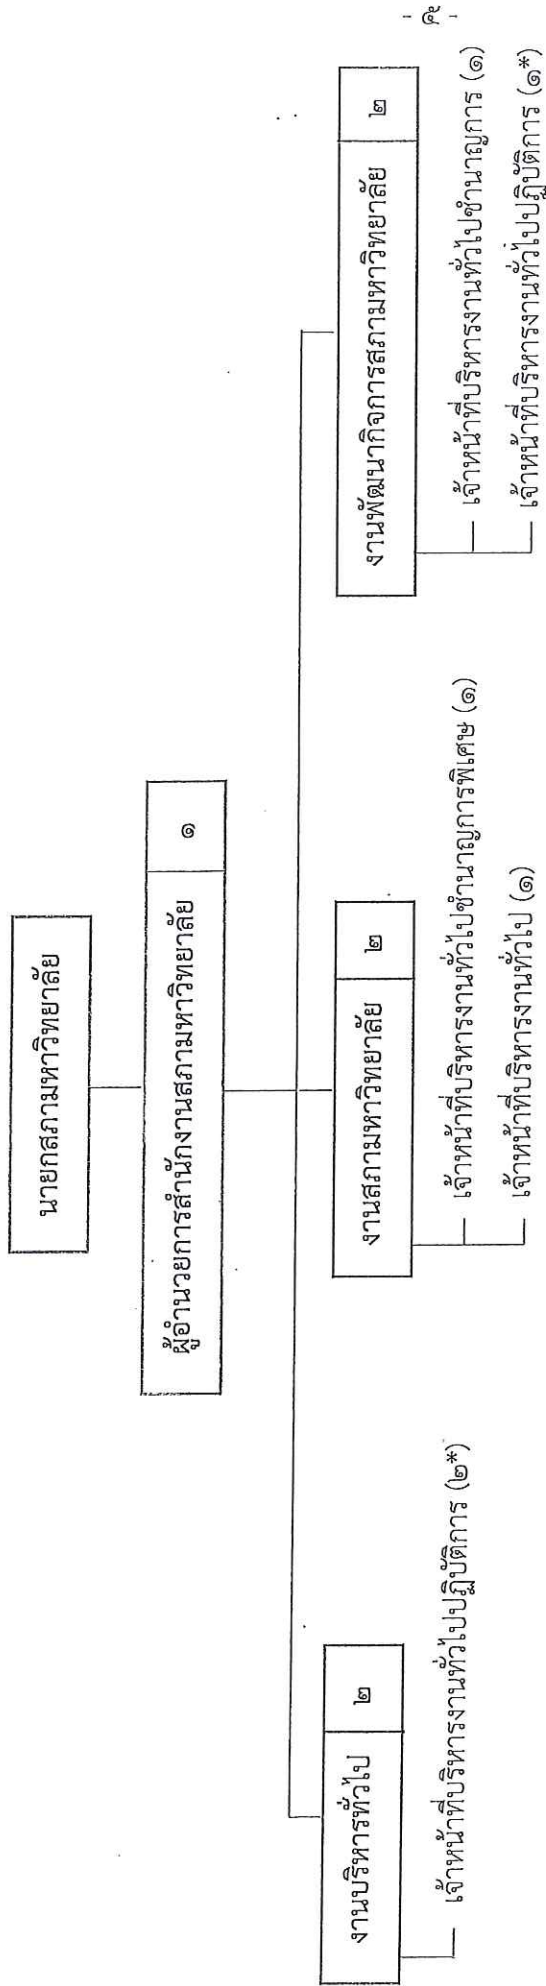 - ๕ -
นายกสภามหาวิทยาลัย
ผู้อำนวยการสำนักงานสภามหาวิทยาลัย ๑
งานบริหารทั่วไป ๒
เจ้าหน้าที่บริหารงานทั่วไปปฏิบัติการ (๒*)
งานสภามหาวิทยาลัย ๒
เจ้าหน้าที่บริหารงานทั่วไปชำนาญการพิเศษ (๑)
เจ้าหน้าที่บริหารงานทั่วไป (๑)
งานพัฒนากิจการสภามหาวิทยาลัย ๒
เจ้าหน้าที่บริหารงานทั่วไปชำนาญการ (๑)
เจ้าหน้าที่บริหารงานทั่วไปปฏิบัติการ (๑*)